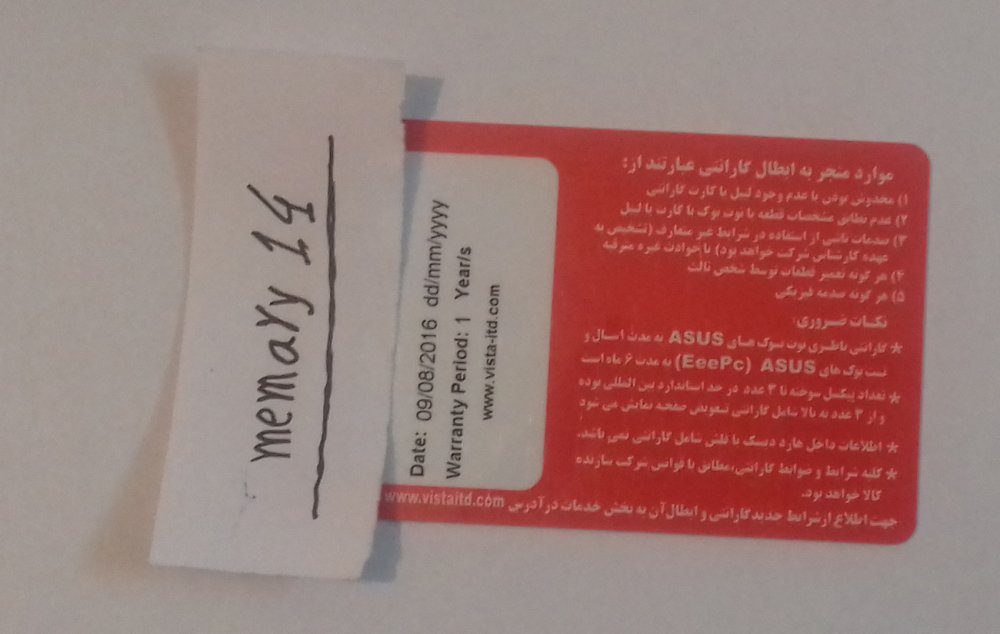 memary 14
Date: 09/08/2016 dd/mm/yyyy
Warranty Period: 1 Year/s
www.vista-itd.com
موارد منجر به ابطال گارانتی عبارتند از:
۱) مخدوش بودن یا عدم وجود لیبل یا کارت گارانتی
۲) عدم تطابق مشخصات قطعه یا نوت بوک با کارت یا لیبل
۳) صدمات ناشی از استفاده در شرایط غیر متعارف (تشخیص به
عهده کارشناس شرکت خواهد بود) یا حوادث غیره مترقبه
۴) هر گونه تعمیر قطعات توسط شخص ثالث
۵) هر گونه صدمه فیزیکی
نکات ضروری:
* گارانتی باطری نوت بوک های ASUS به مدت ۱سال و
نت بوک های ASUS (EeePc) به مدت ۶ ماه است
* تعداد پیکسل سوخته تا ۳ عدد در حد استاندارد بین المللی بوده
و از ۳ عدد به بالا شامل گارانتی تعویض صفحه نمایش می شود
* اطلاعات داخل هارد دیسک یا فلش شامل گارانتی نمی باشد.
* کلیه شرایط و ضوابط گارانتی،مطابق با قوانین شرکت سازنده
کالا خواهد بود.
جهت اطلاع ازشرایط جدیدگارانتی و ابطال آن به بخش خدمات در آدرس www.vistaitd.com